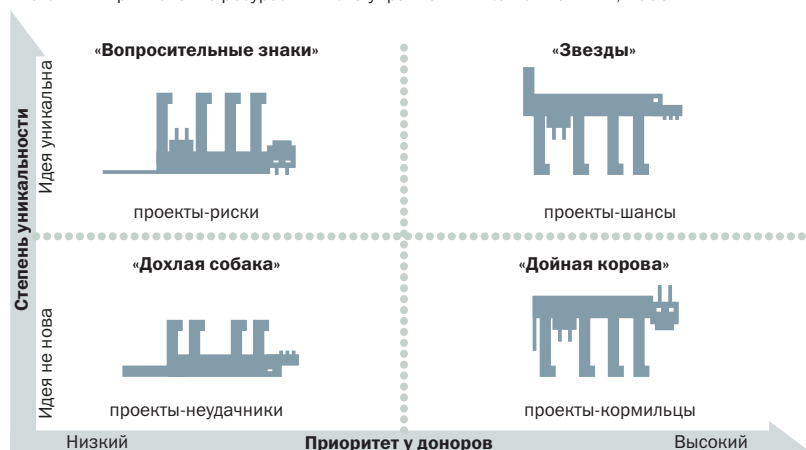 «Вопросительные знаки»
«Звезды»
Степень уникальности
Идея уникальна
проекты-риски
проекты-шансы
«Дохлая собака»
«Дойная корова»
Идея не нова
проекты-неудачники
проекты-кормильцы
Низкий
Приоритет у доноров
Высокий